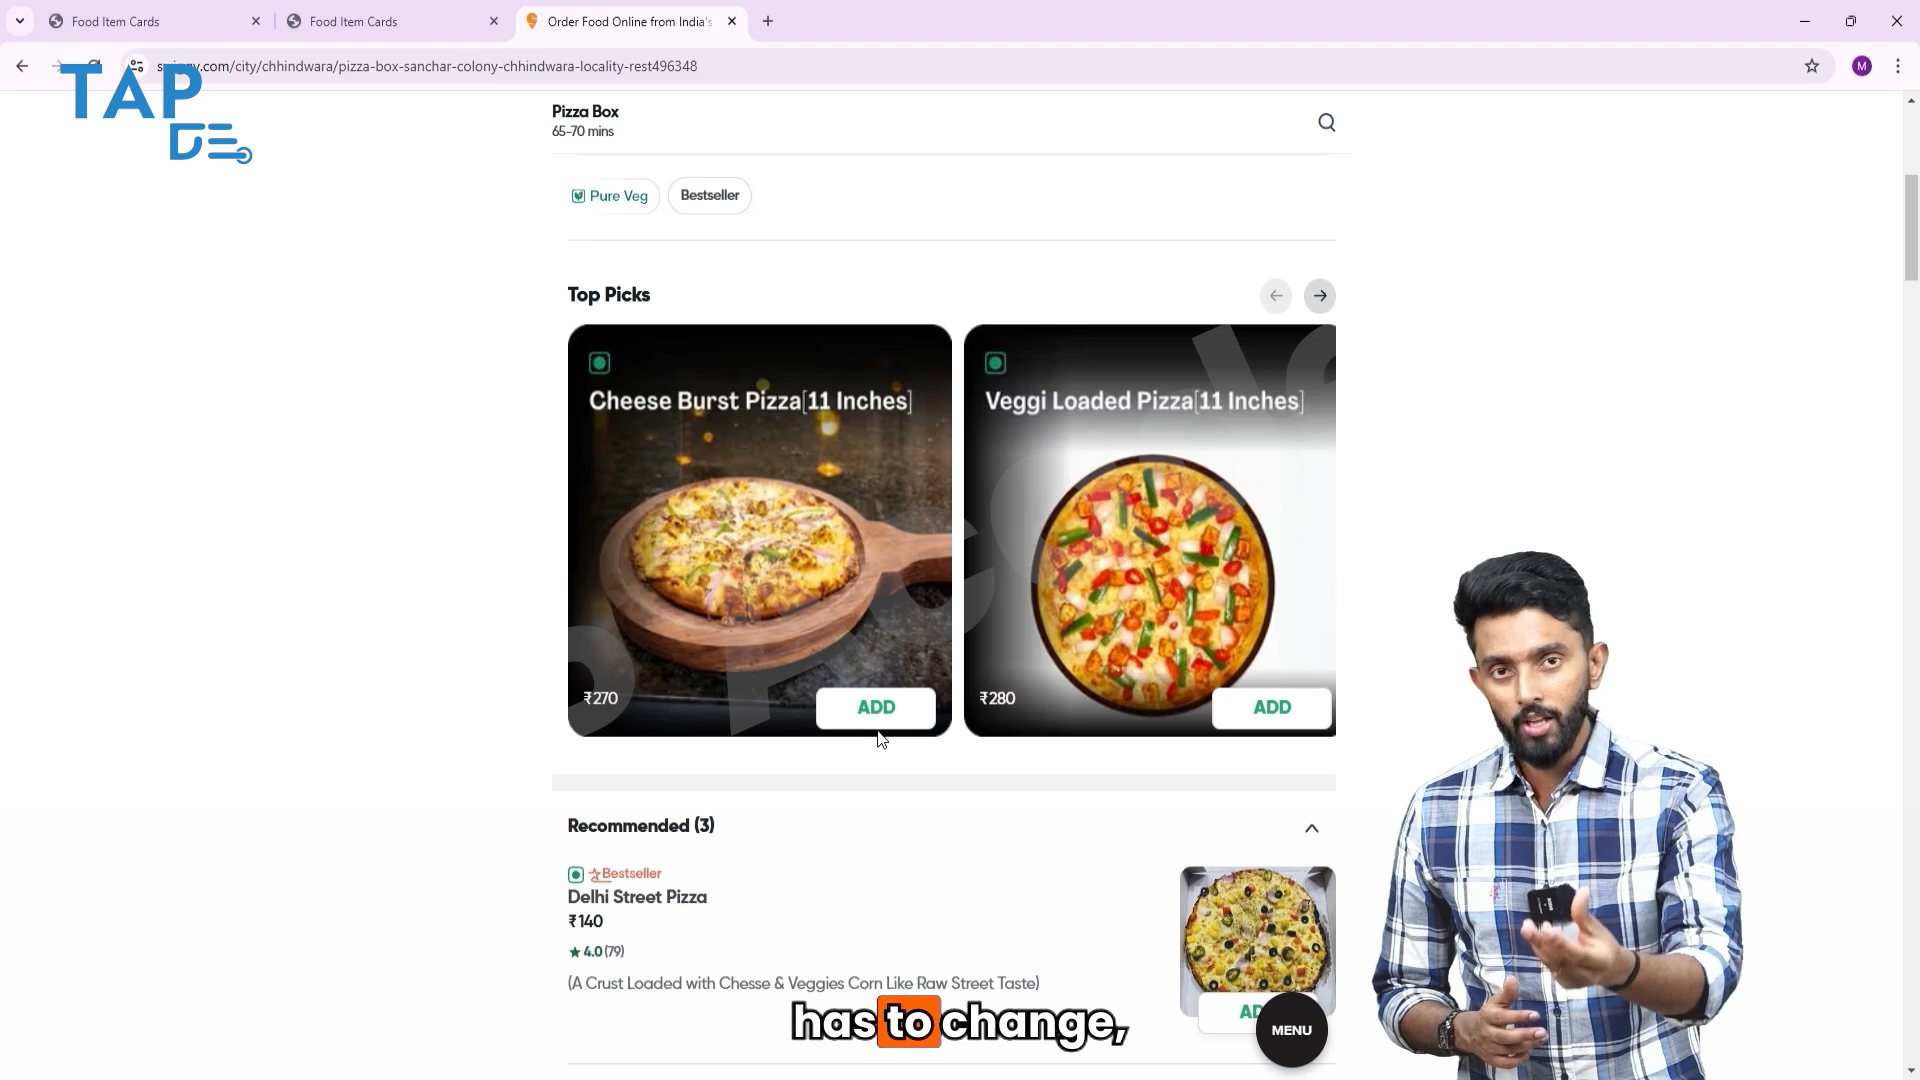 Food Item Cards
Food Item Cards
Order Food Online from India's
swiggy.com/city/chhindwara/pizza-box-sanchar-colony-chhindwara-locality-rest496348
M
TAP
Pizza Box
65-70 mins
Pure Veg
Bestseller
Top Picks
Cheese Burst Pizza[11 Inches]
Veggi Loaded Pizza[11 Inches]
₹270
ADD
₹280
ADD
Recommended (3)
Bestseller
Delhi Street Pizza
₹140
4.0(79)
(A Crust Loaded with Chesse & Veggies Corn Like Raw Street Taste)
MENU
has to change,